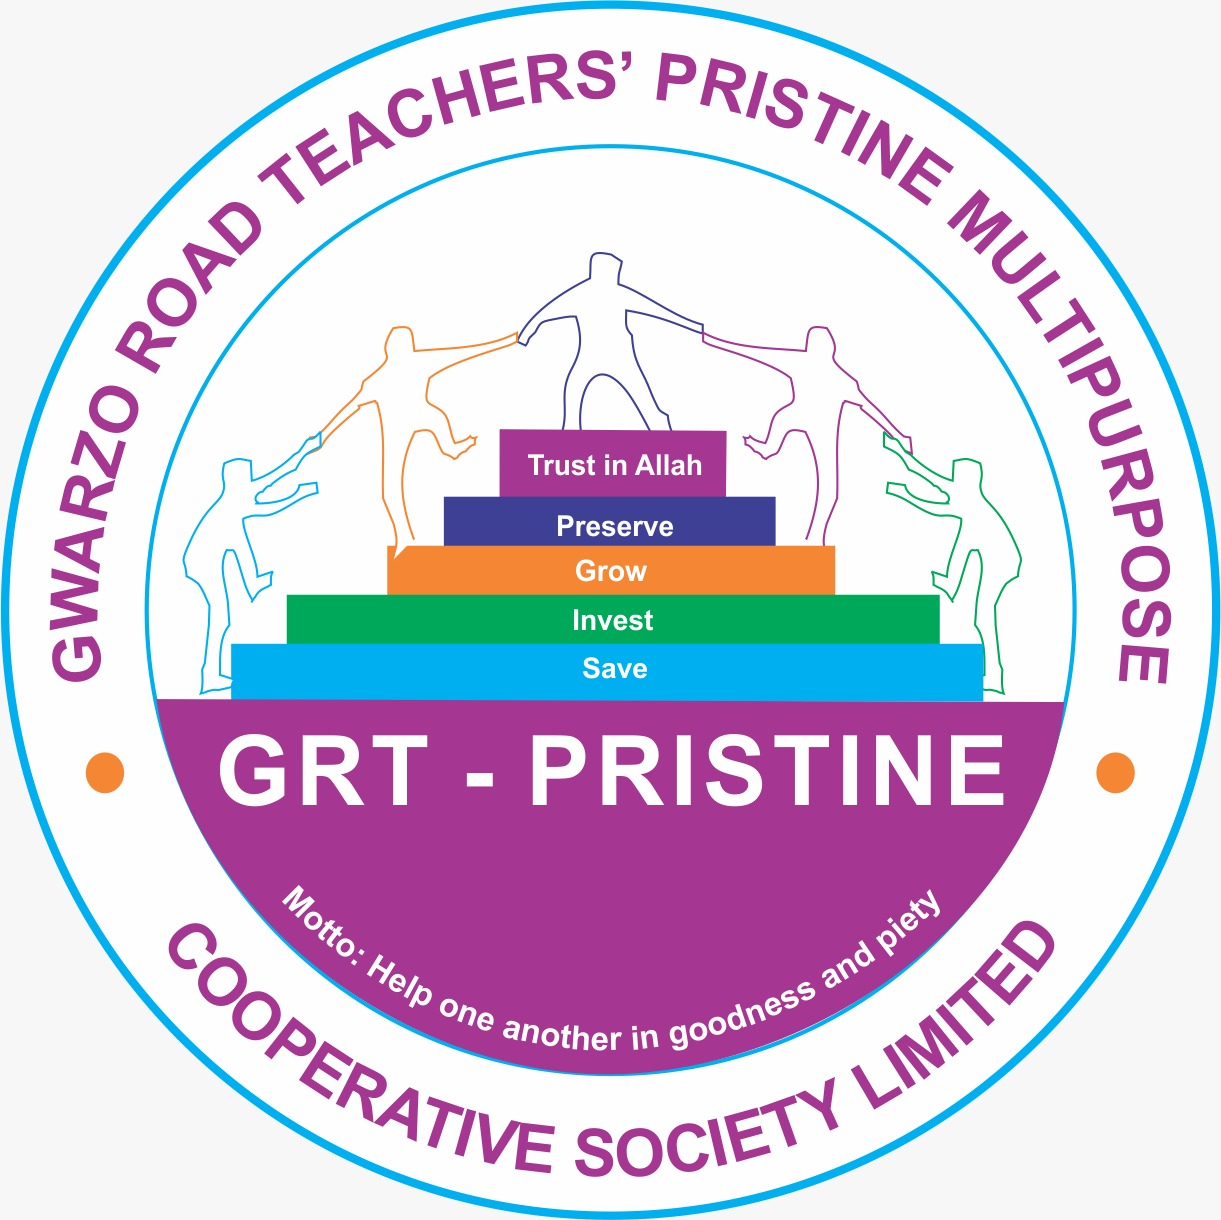 GWARZO ROAD TEACHERS’ PRISTINE MULTIPURPOSE
Trust in Allah
Preserve
Grow
Invest
Save
GRT - PRISTINE
Motto: Help one another in goodness and piety
COOPERATIVE SOCIETY LIMITED